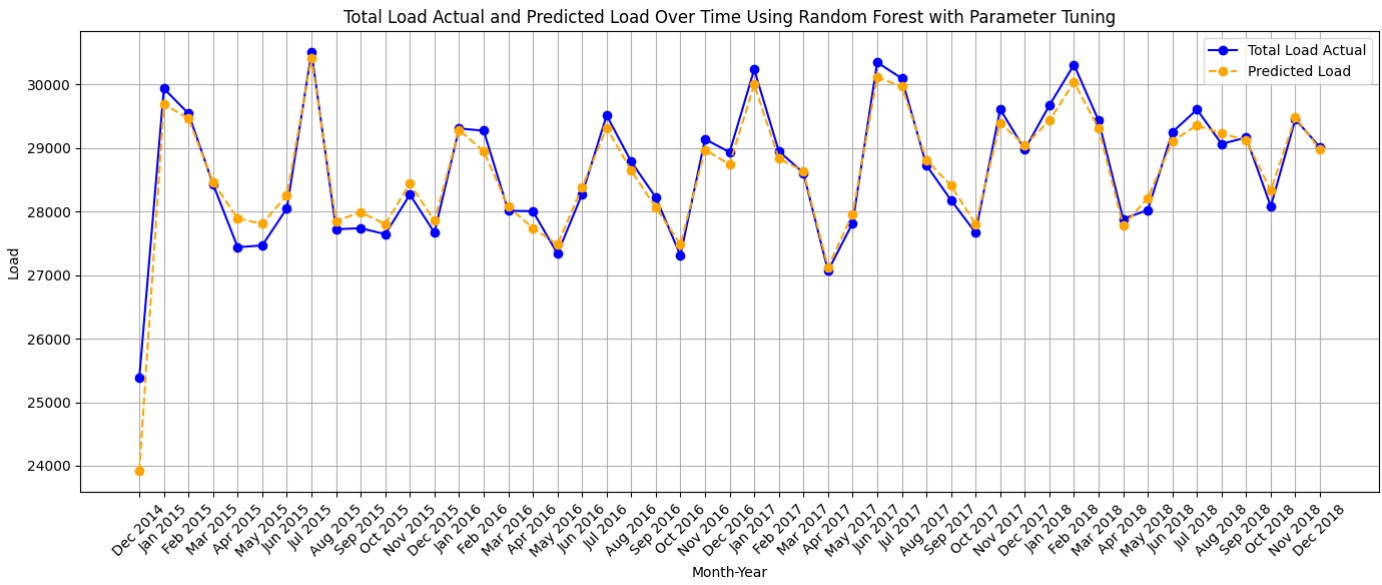 Total Load Actual and Predicted Load Over Time Using Random Forest with Parameter Tuning
Total Load Actual
Predicted Load
30000
29000
28000
27000
26000
25000
24000
Load
Dec 2014
Jan 2015
Feb 2015
Mar 2015
Apr 2015
May 2015
Jun 2015
Jul 2015
Aug 2015
Sep 2015
Oct 2015
Nov 2015
Dec 2015
Jan 2016
Feb 2016
Mar 2016
Apr 2016
May 2016
Jun 2016
Jul 2016
Aug 2016
Sep 2016
Oct 2016
Nov 2016
Dec 2016
Jan 2017
Feb 2017
Mar 2017
Apr 2017
May 2017
Jun 2017
Jul 2017
Aug 2017
Sep 2017
Oct 2017
Nov 2017
Dec 2017
Jan 2018
Feb 2018
Mar 2018
Apr 2018
May 2018
Jun 2018
Jul 2018
Aug 2018
Sep 2018
Oct 2018
Nov 2018
Dec 2018
Month-Year